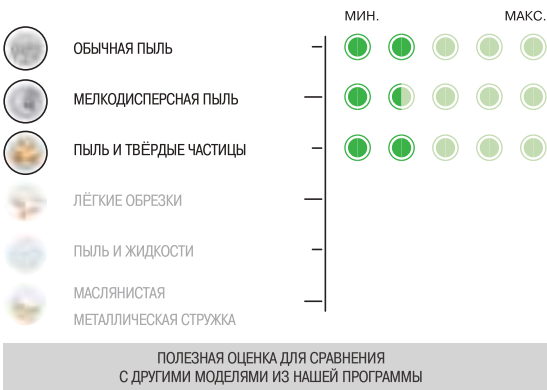 МИН. МАКС.
ОБЫЧНАЯ ПЫЛЬ
МЕЛКОДИСПЕРСНАЯ ПЫЛЬ
ПЫЛЬ И ТВЁРДЫЕ ЧАСТИЦЫ
ЛЁГКИЕ ОБРЕЗКИ
ПЫЛЬ И ЖИДКОСТИ
МАСЛЯНИСТАЯ
МЕТАЛЛИЧЕСКАЯ СТРУЖКА
ПОЛЕЗНАЯ ОЦЕНКА ДЛЯ СРАВНЕНИЯ
С ДРУГИМИ МОДЕЛЯМИ ИЗ НАШЕЙ ПРОГРАММЫ